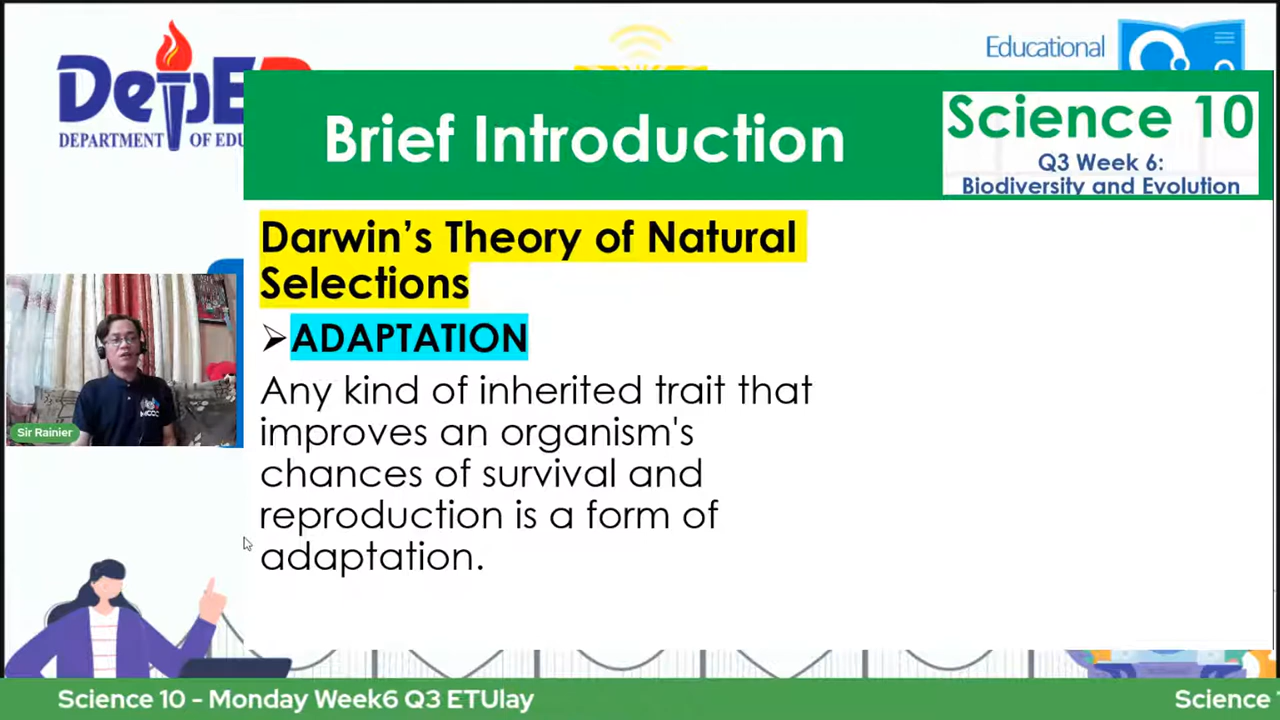 DepED
DEPARTMENT OF EDU
Educational
Brief Introduction
Science 10
Q3 Week 6:
Biodiversity and Evolution
Darwin's Theory of Natural
Selections
➢ADAPTATION
Any kind of inherited trait that
improves an organism's
chances of survival and
reproduction is a form of
adaptation.
Sir Rainier
Science 10 - Monday Week6 Q3 ETUlay
Science 1